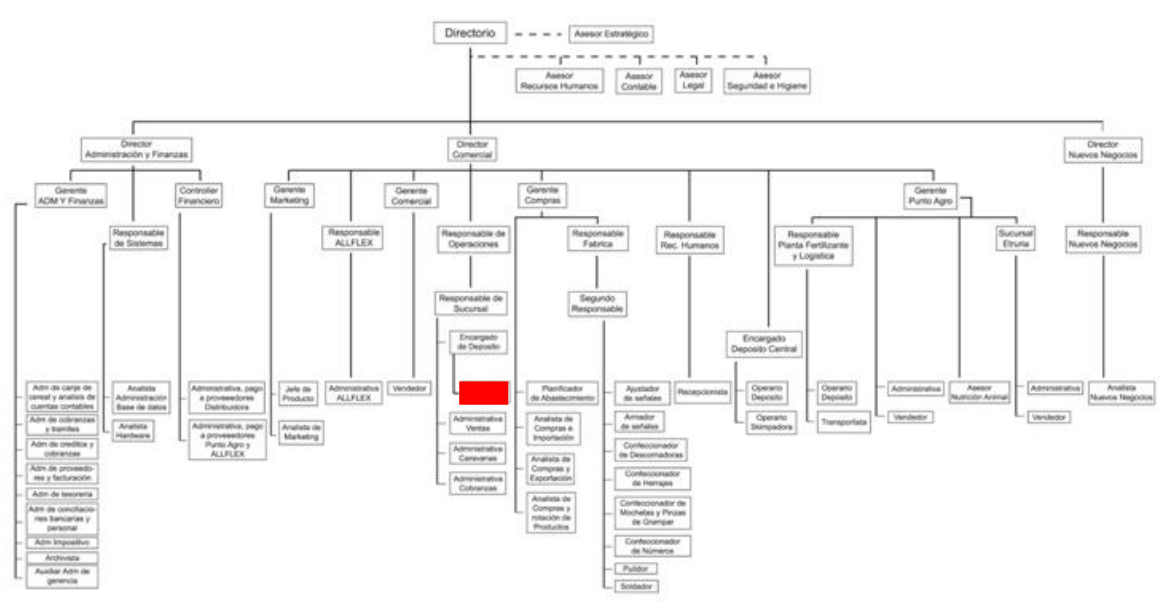 Directorio
Asesor Estratégico
Asesor
Recursos Humanos
Asesor
Contable
Asesor
Legal
Asesor
Seguridad e Higiene
Director
Administración y Finanzas
Director
Comercial
Director
Nuevos Negocios
Gerente
ADM Y Finanzas
Controller
Financiero
Gerente
Marketing
Gerente
Comercial
Gerente
Compras
Gerente
Punto Agro
Responsable
de Sistemas
Responsable
ALLFLEX
Responsable de
Operaciones
Responsable
Fabrica
Responsable
Rec. Humanos
Responsable
Planta Fertilizante
y Logística
Sucursal
Etruria
Responsable
Nuevos Negocios
Responsable de
Sucursal
Segundo
Responsable
Encargado
de Deposito
Encargado
Deposito Central
Adm de canje de
cereal y analisis de
cuentas contables
Adm de cobranzas
y tramites
Adm de creditos y
cobranzas
Adm de proveedo-
res y facturación
Adm de tesoreria
Adm de conciliacio-
nes bancarias y
personal
Adm Impositivo
Archivista
Auxiliar Adm de
gerencia
Analista
Administración
Base de datos
Analista
Hardware
Administrativa, pago
a proveedores
Distribuidora
Administrativa, pago
a proveeedores
Punto Agro y
ALLFLEX
Jefe de
Producto
Analista de
Marketing
Administrativa
ALLFLEX
Vendedor
Administrativa
Ventas
Administrativa
Caravanas
Administrativa
Cobranzas
Planificador
de Abastecimiento
Analista de
Compras e
Importación
Analista de
Compras y
Exportación
Analista de
Compras y
rotación de
Productos
Ajustador
de señales
Armador
de señales
Confeccionador
de Descornadoras
Confeccionador
de Herrajes
Confeccionador de
Mochetas y Pinzas
de Grampar
Confeccionador
de Números
Pulidor
Soldador
Recepcionista
Operario
Deposito
Operario
Skimpadora
Operario
Deposito
Transportista
Administrativa
Vendedor
Asesor
Nutrición Animal
Administrativa
Vendedor
Analista
Nuevos Negocios